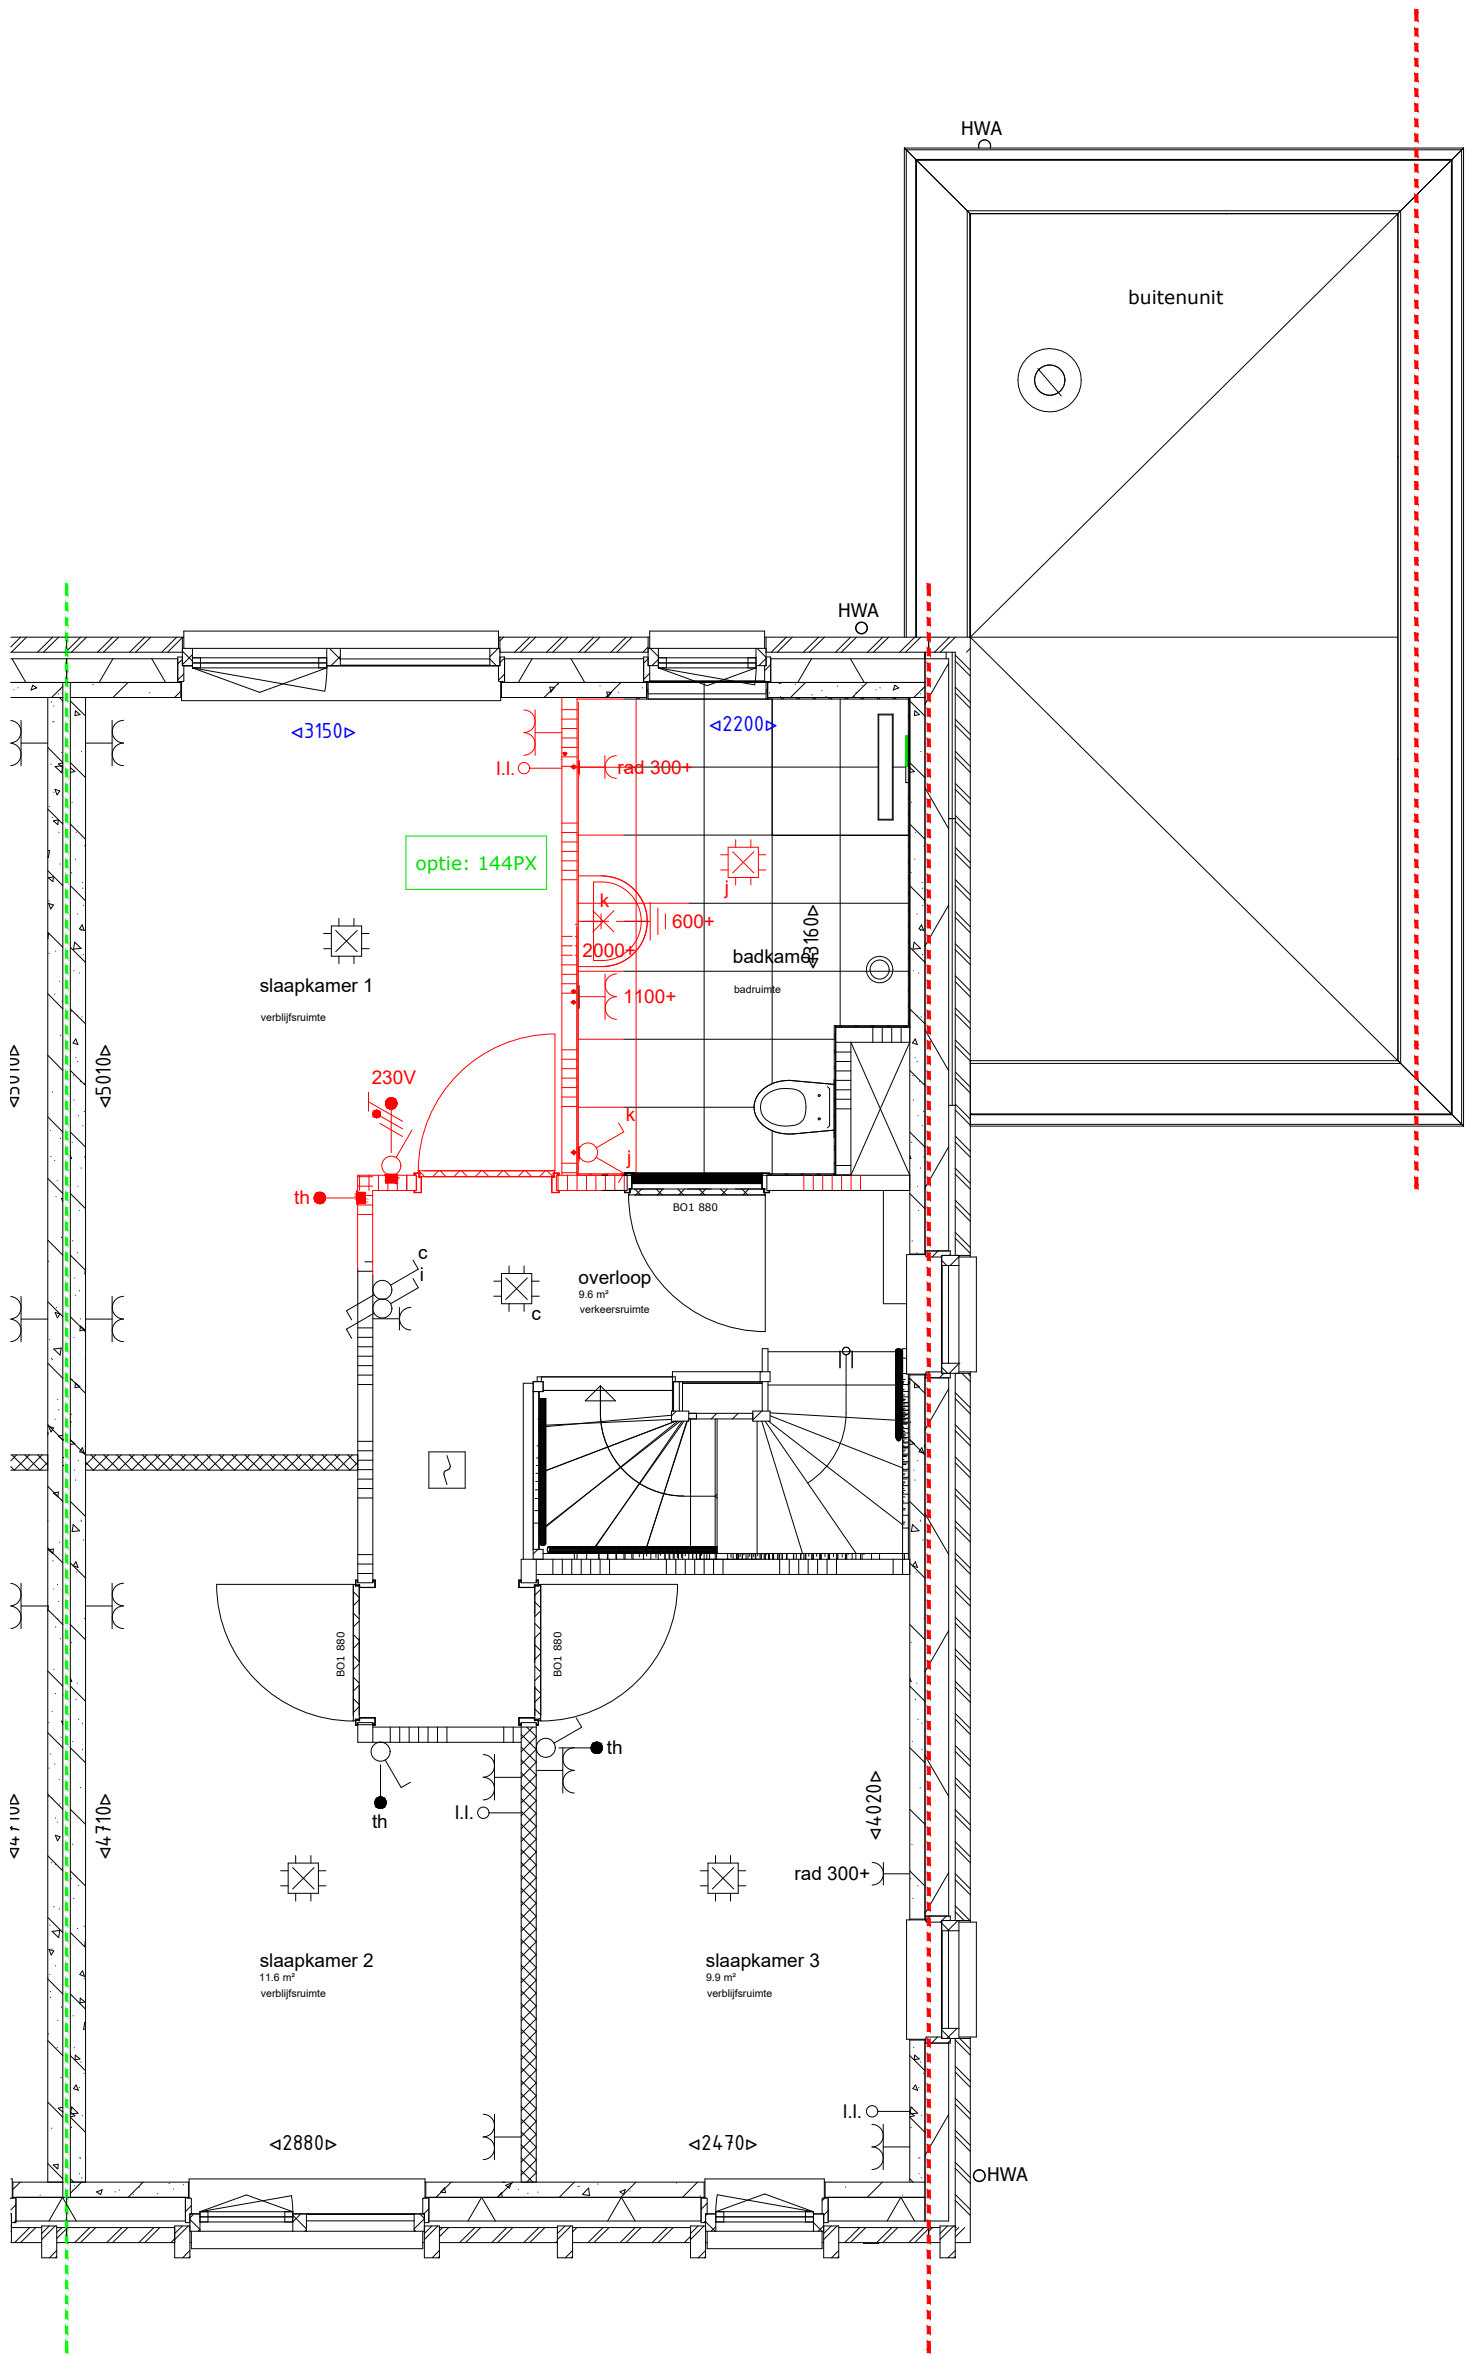 HWA
buitenunit
HWA
3150
2200
l.l.
rad 300+
optie: 144PX
j
k
600+
2000+
3160
badkamer
badruimte
1100+
slaapkamer 1
verblijfsruimte
5010
5010
230V
k
j
th
BO1 880
c
i
overloop
9.6 m²
verkeersruimte
c
BO1 880
BO1 880
th
th
l.l.
4710
4710
4020
rad 300+
slaapkamer 2
11.6 m²
verblijfsruimte
slaapkamer 3
9.9 m²
verblijfsruimte
l.l.
2880
2470
HWA